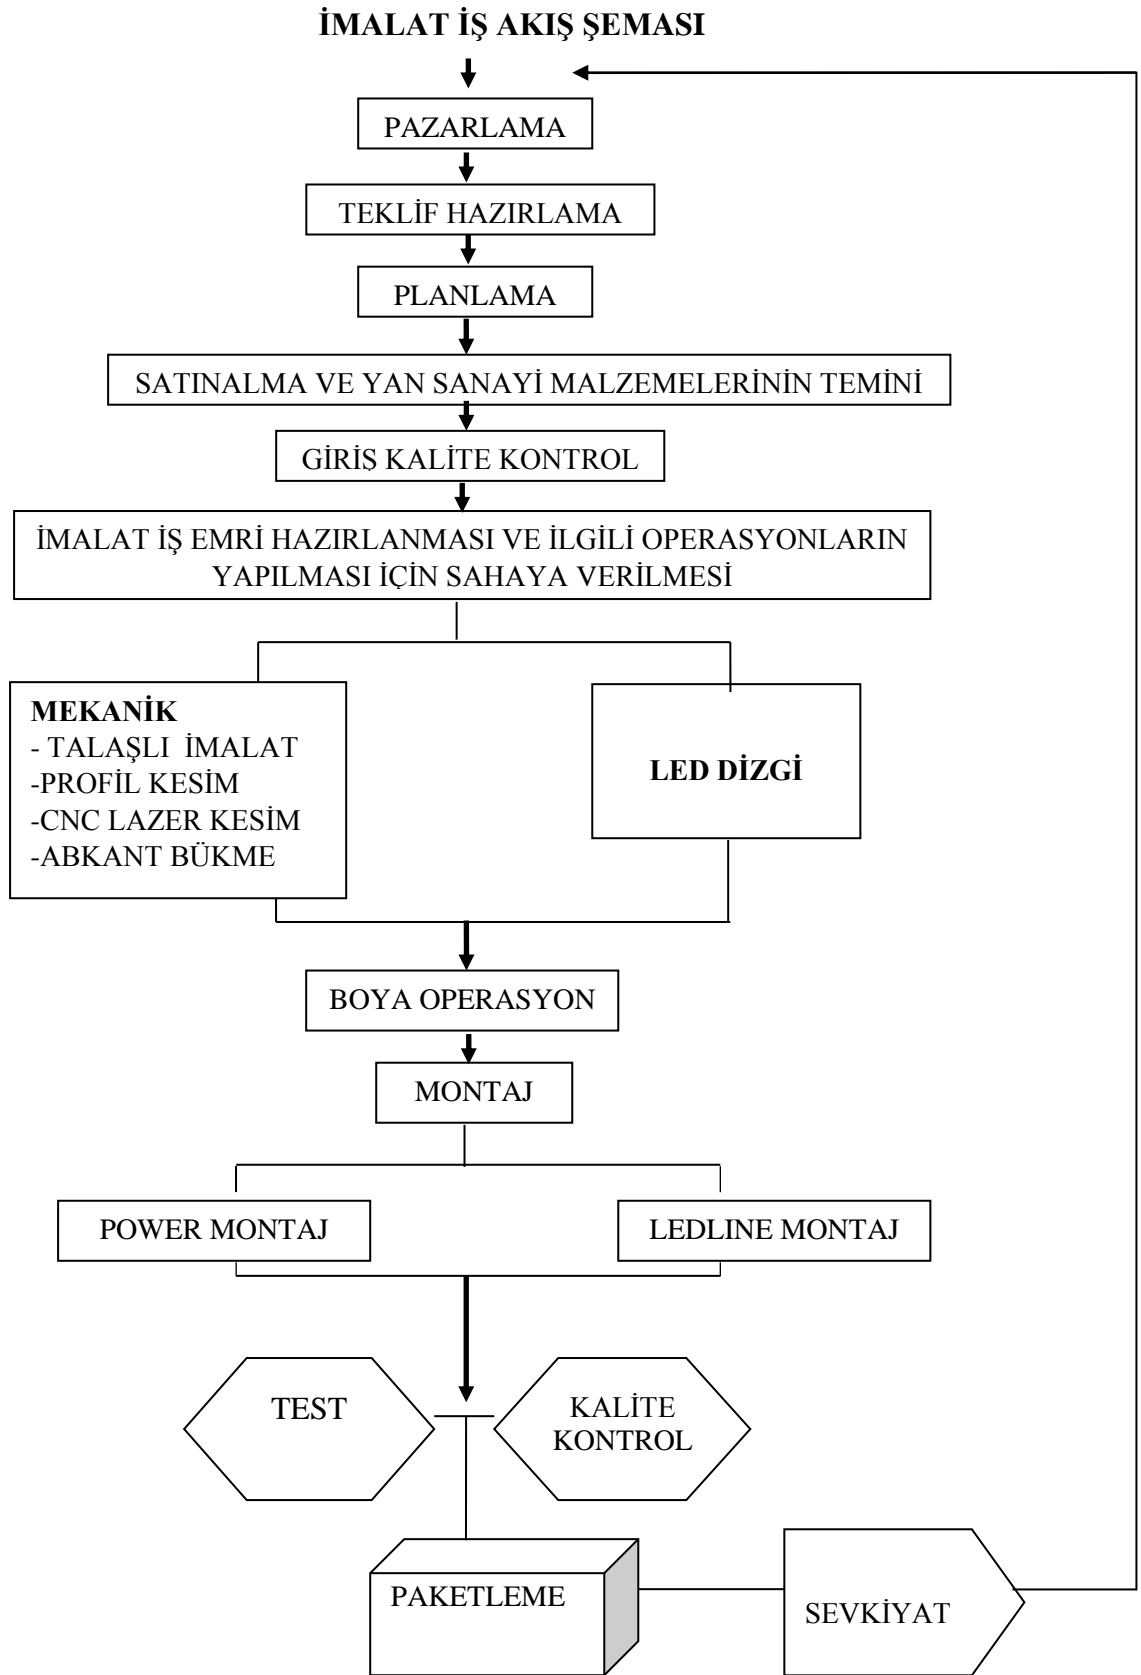 İMALAT İŞ AKIŞ ŞEMASI
PAZARLAMA
TEKLİF HAZIRLAMA
PLANLAMA
SATINALMA VE YAN SANAYİ MALZEMELERİNİN TEMİNİ
GİRİŞ KALİTE KONTROL
İMALAT İŞ EMRİ HAZIRLANMASI VE İLGİLİ OPERASYONLARIN
YAPILMASI İÇİN SAHAYA VERİLMESİ
MEKANİK
- TALAŞLI İMALAT
-PROFİL KESİM
-CNC LAZER KESİM
-ABKANT BÜKME
LED DİZGİ
BOYA OPERASYON
MONTAJ
POWER MONTAJ
LEDLINE MONTAJ
TEST
KALİTE
KONTROL
PAKETLEME
SEVKİYAT